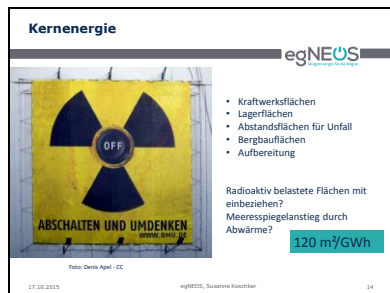 Kernenergie
egNEOS
• Kraftwerksflächen
• Lagerflächen
• Abstandsflächen für Unfall
• Bergbauflächen
• Aufbereitung
OFF
Radioaktiv belastete Flächen mit
einbeziehen?
Meeresspiegelanstieg durch
Abwärme?
120 m²/GWh
ABSCHALTEN UND UMDENKEN
WWW.BMU.DE
Foto: Denis Apel - CC
17.10.2015
egNEOS, Susanne Koschker
14